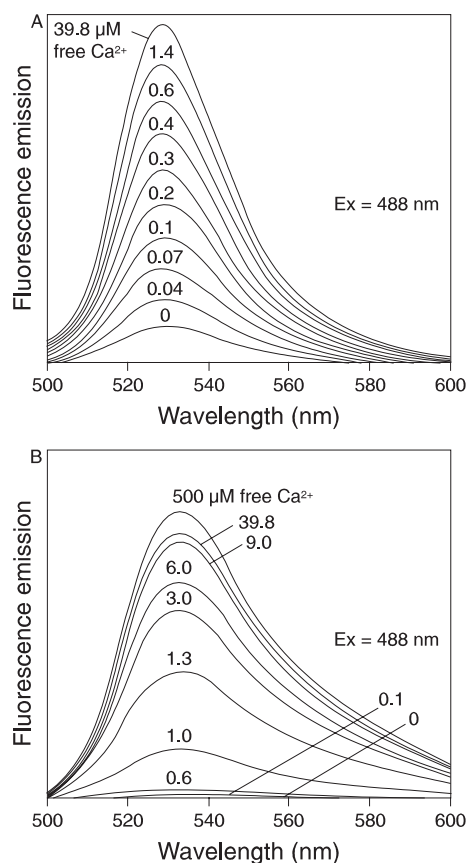 A
39.8 µM
free Ca²⁺
1.4
0.6
0.4
0.3
0.2
0.1
0.07
0.04
0
Ex = 488 nm
Fluorescence emission
500 520 540 560 580 600
Wavelength (nm)
B
500 µM free Ca²⁺
39.8
9.0
6.0
3.0
1.3
1.0
0.6
0.1
0
Ex = 488 nm
Fluorescence emission
500 520 540 560 580 600
Wavelength (nm)